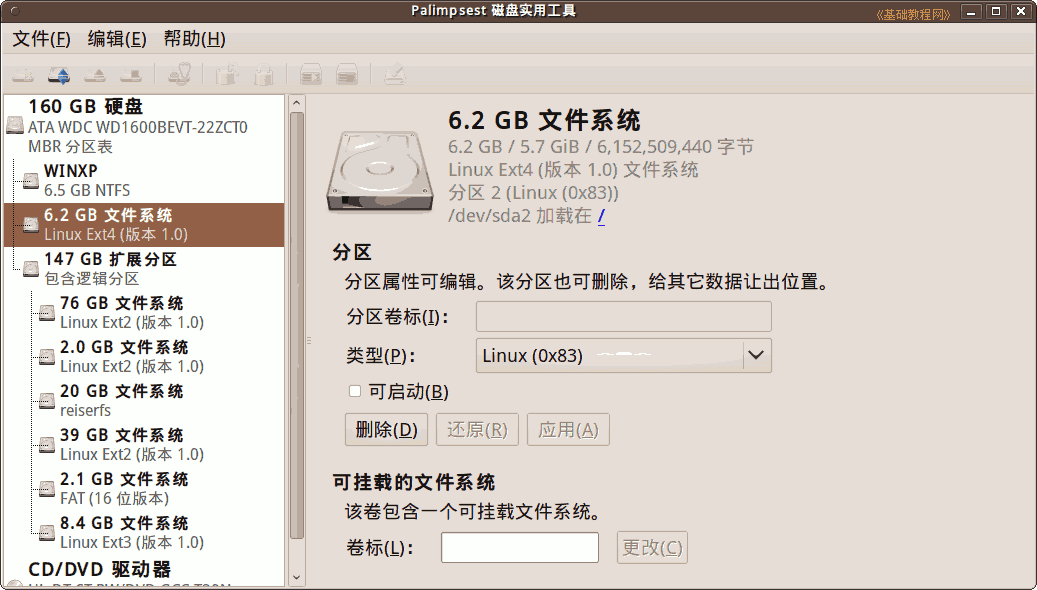 Palimpsest 磁盘实用工具
《基础教程网》
文件(F) 编辑(E) 帮助(H)
160 GB 硬盘
ATA WDC WD1600BEVT-22ZCT0
MBR 分区表
WINXP
6.5 GB NTFS
6.2 GB 文件系统
Linux Ext4 (版本 1.0)
147 GB 扩展分区
包含逻辑分区
76 GB 文件系统
Linux Ext2 (版本 1.0)
2.0 GB 文件系统
Linux Ext2 (版本 1.0)
20 GB 文件系统
reiserfs
39 GB 文件系统
Linux Ext2 (版本 1.0)
2.1 GB 文件系统
FAT (16 位版本)
8.4 GB 文件系统
Linux Ext3 (版本 1.0)
CD/DVD 驱动器
6.2 GB 文件系统
6.2 GB / 5.7 GiB / 6,152,509,440 字节
Linux Ext4 (版本 1.0) 文件系统
分区 2 (Linux (0x83))
/dev/sda2 加载在 /
分区
分区属性可编辑。该分区也可删除，给其它数据让出位置。
分区卷标(I):
类型(P): Linux (0x83)
可启动(B)
删除(D) 还原(R) 应用(A)
可挂载的文件系统
该卷包含一个可挂载文件系统。
卷标(L): 更改(C)